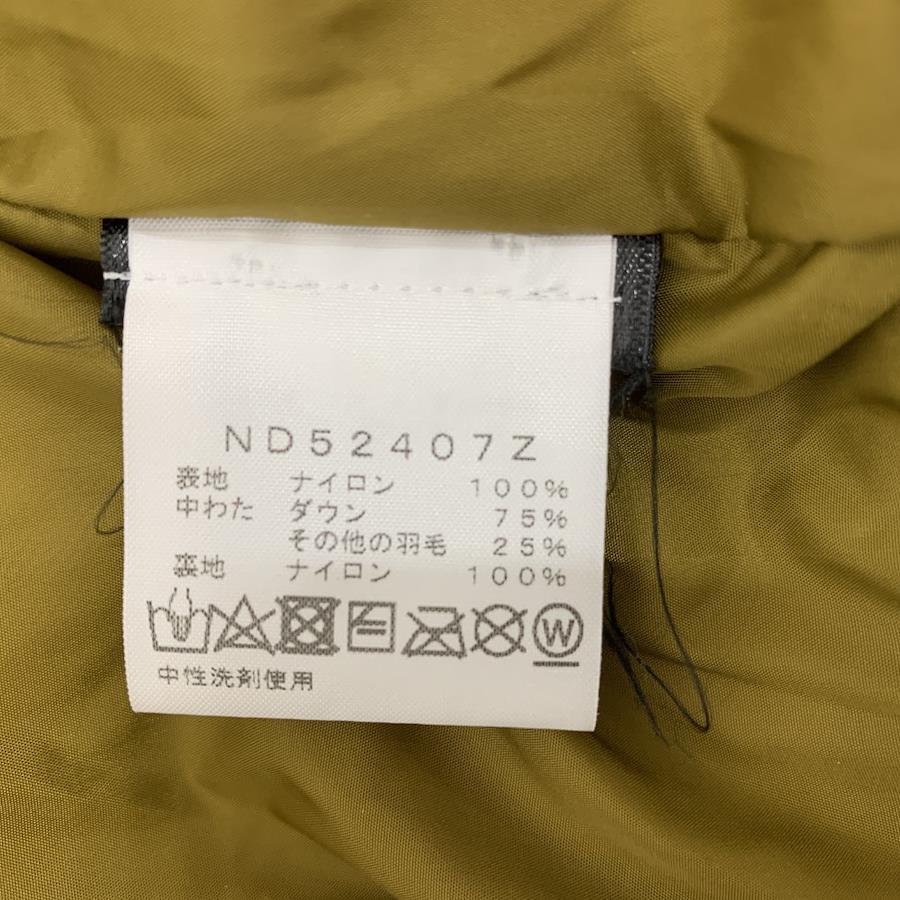 ND52407Z
表地 ナイロン 100%
中わた ダウン 75%
その他の羽毛 25%
裏地 ナイロン 100%
W
中性洗剤使用